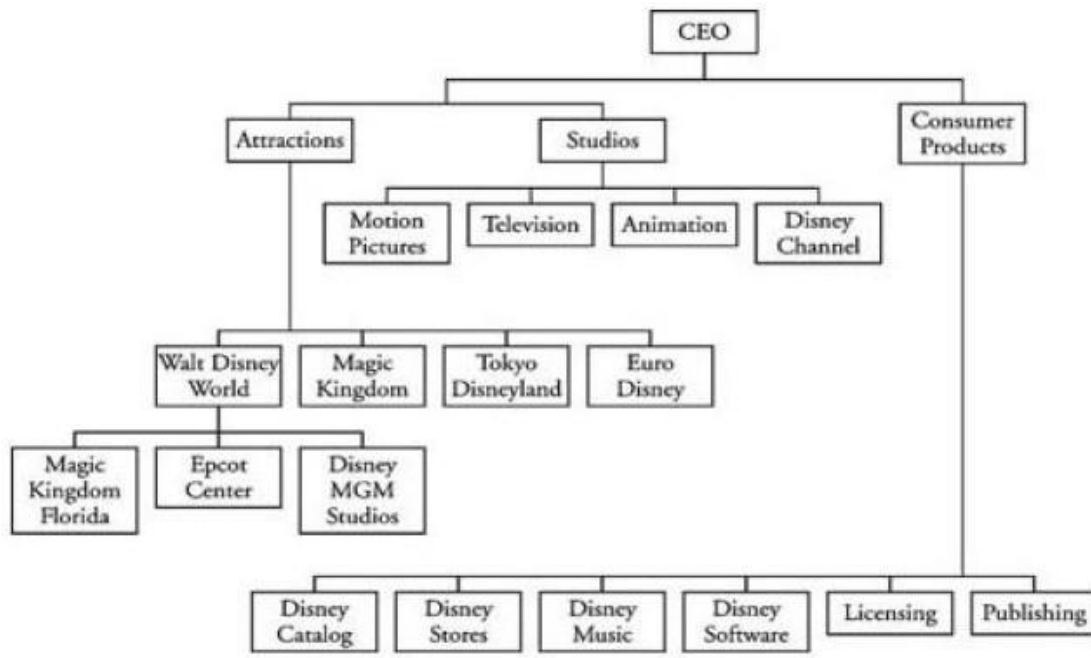 CEO
Attractions
Studios
Consumer
Products
Motion
Pictures
Television
Animation
Disney
Channel
Walt Disney
World
Magic
Kingdom
Tokyo
Disneyland
Euro
Disney
Magic
Kingdom
Florida
Epcot
Center
Disney
MGM
Studios
Disney
Catalog
Disney
Stores
Disney
Music
Disney
Software
Licensing
Publishing